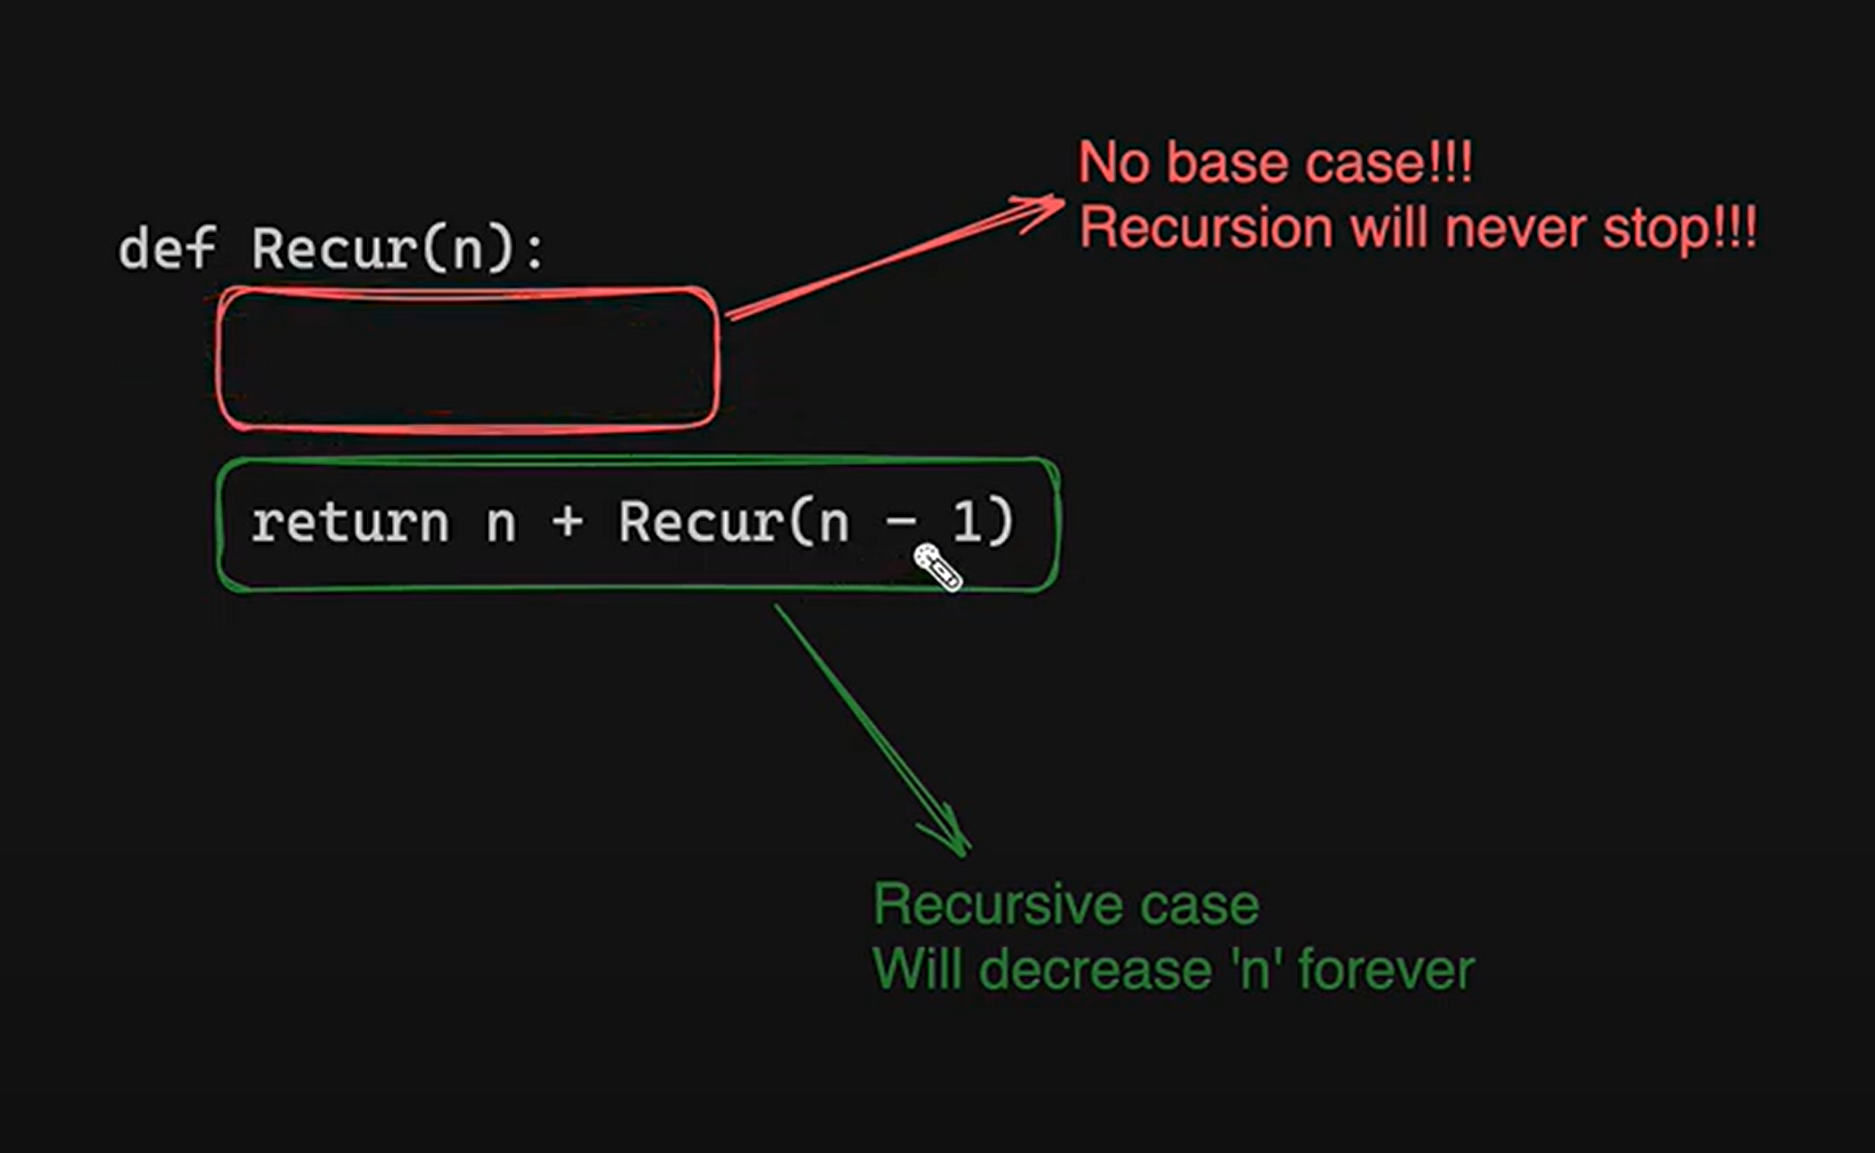 No base case!!!
Recursion will never stop!!!
def Recur(n):
return n + Recur(n - 1)
Recursive case
Will decrease 'n' forever